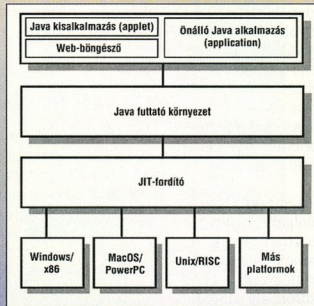 Java kisalkalmazás (applet)
Web-böngésző
Önálló Java alkalmazás
(application)
Java futtató környezet
JIT-fordító
Windows/
x86
MacOS/
PowerPC
Unix/RISC
Más
platformok